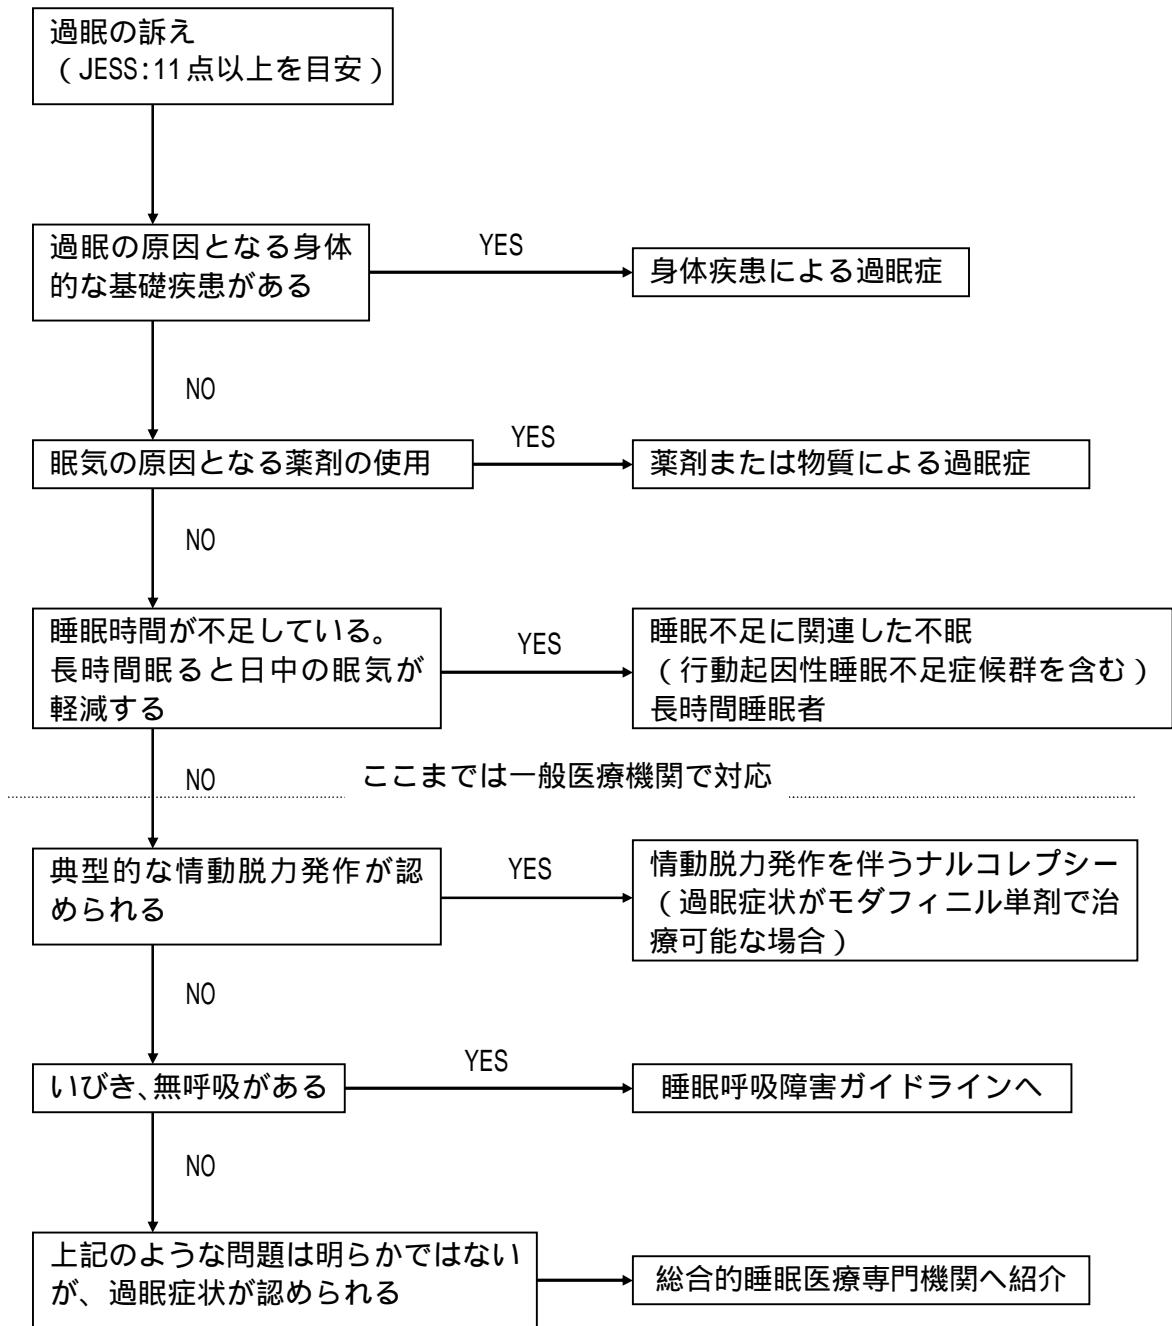 過眠の訴え
（JESS:11点以上を目安）
過眠の原因となる身体
的な基礎疾患がある
YES
身体疾患による過眠症
NO
眠気の原因となる薬剤の使用
YES
薬剤または物質による過眠症
NO
睡眠時間が不足している。
長時間眠ると日中の眠気が
軽減する
YES
睡眠不足に関連した不眠
（行動起因性睡眠不足症候群を含む）
長時間睡眠者
NO
ここまでは一般医療機関で対応
典型的な情動脱力発作が認
められる
YES
情動脱力発作を伴うナルコレプシー
（過眠症状がモダフィニル単剤で治
療可能な場合）
NO
いびき、無呼吸がある
YES
睡眠呼吸障害ガイドラインへ
NO
上記のような問題は明らかではない
が、過眠症状が認められる
総合的睡眠医療専門機関へ紹介